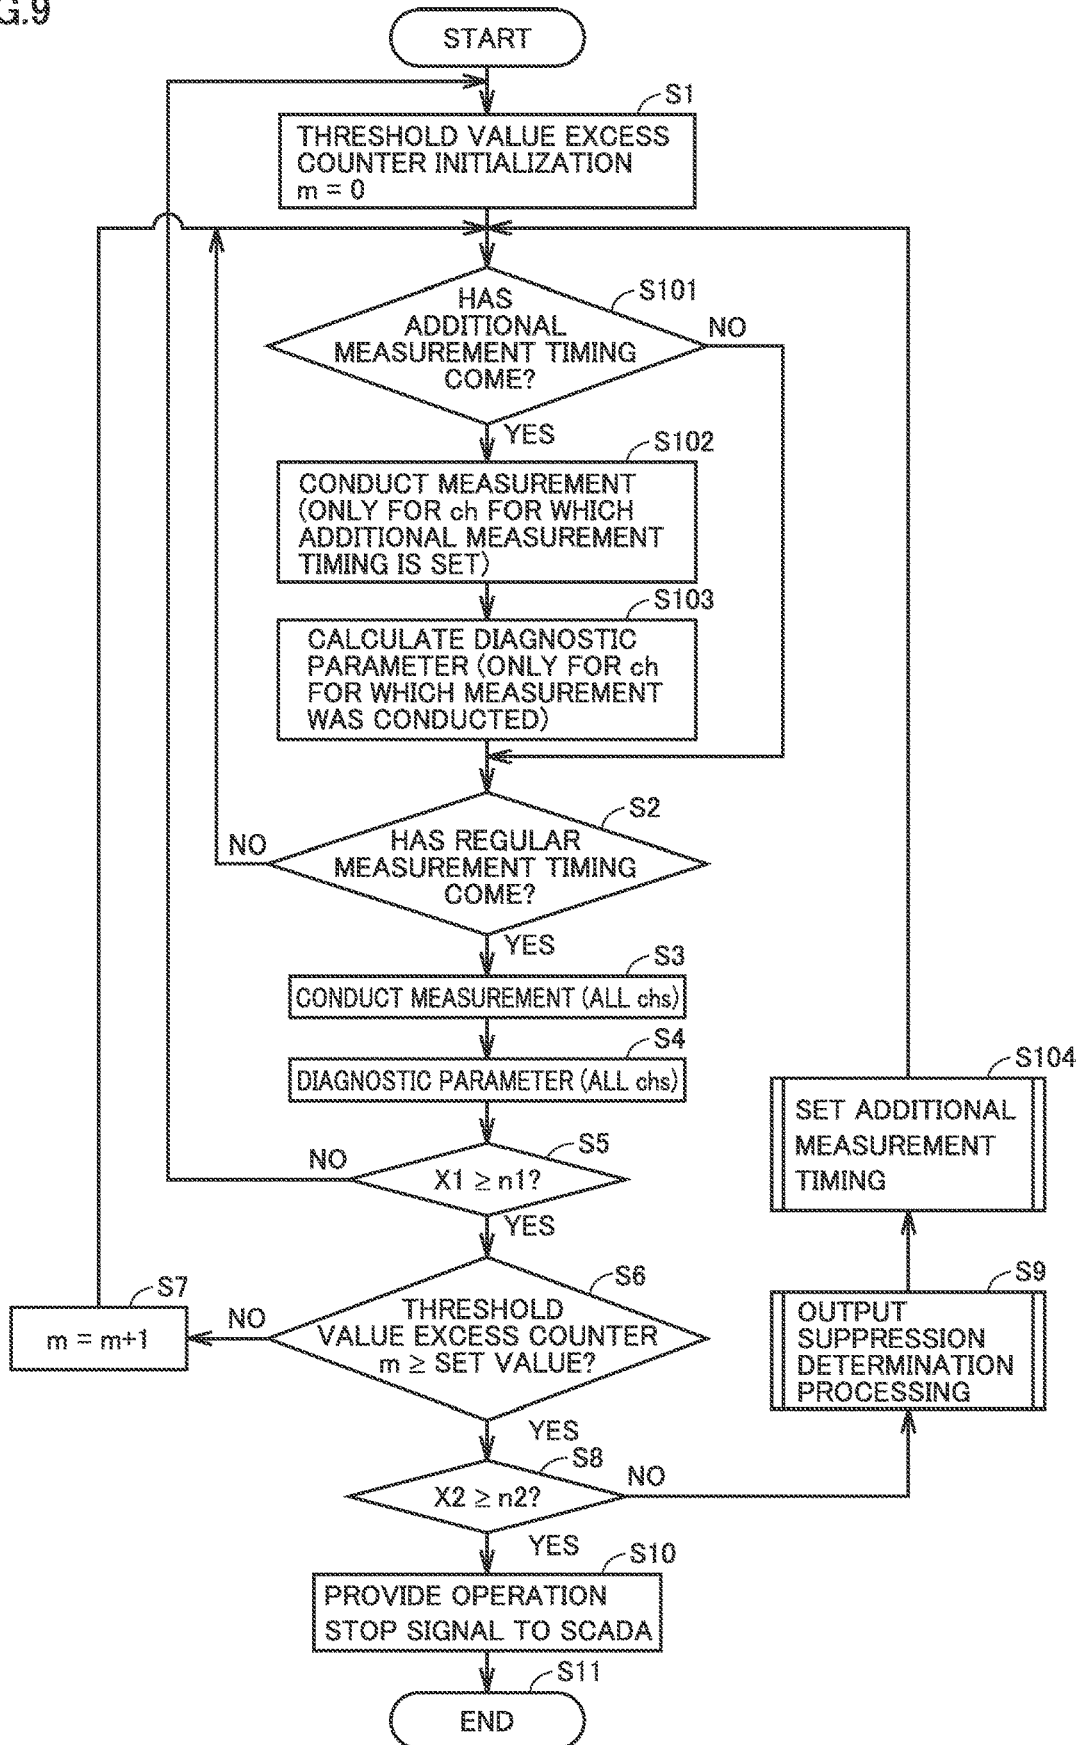 G.9
START
S1
THRESHOLD VALUE EXCESS
COUNTER INITIALIZATION
m = 0
S101
HAS
ADDITIONAL
MEASUREMENT TIMING
COME?
NO
YES
S102
CONDUCT MEASUREMENT
(ONLY FOR ch FOR WHICH
ADDITIONAL MEASUREMENT
TIMING IS SET)
S103
CALCULATE DIAGNOSTIC
PARAMETER (ONLY FOR ch
FOR WHICH MEASUREMENT
WAS CONDUCTED)
S2
HAS REGULAR
MEASUREMENT TIMING
COME?
NO
YES
S3
CONDUCT MEASUREMENT (ALL chs)
S4
DIAGNOSTIC PARAMETER (ALL chs)
S5
X1 ≥ n1?
NO
YES
S6
THRESHOLD
VALUE EXCESS COUNTER
m ≥ SET VALUE?
NO
S7
m = m+1
YES
S8
X2 ≥ n2?
NO
S9
OUTPUT
SUPPRESSION
DETERMINATION
PROCESSING
S104
SET ADDITIONAL
MEASUREMENT
TIMING
YES
S10
PROVIDE OPERATION
STOP SIGNAL TO SCADA
S11
END